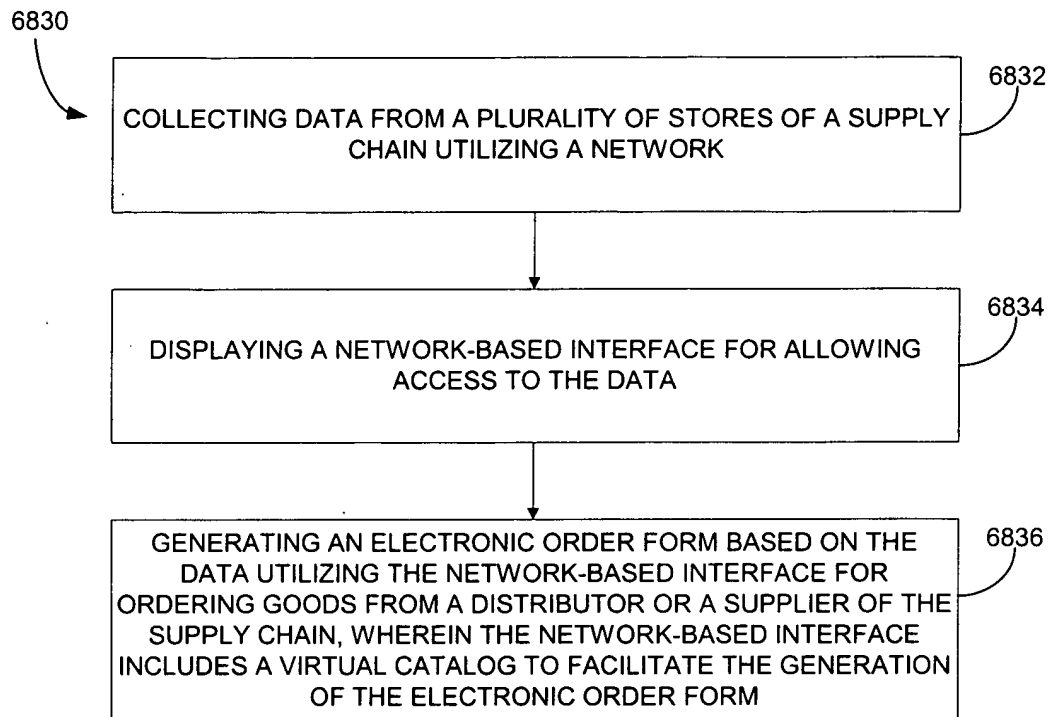 6830
6832
COLLECTING DATA FROM A PLURALITY OF STORES OF A SUPPLY
CHAIN UTILIZING A NETWORK
6834
DISPLAYING A NETWORK-BASED INTERFACE FOR ALLOWING
ACCESS TO THE DATA
6836
GENERATING AN ELECTRONIC ORDER FORM BASED ON THE
DATA UTILIZING THE NETWORK-BASED INTERFACE FOR
ORDERING GOODS FROM A DISTRIBUTOR OR A SUPPLIER OF THE
SUPPLY CHAIN, WHEREIN THE NETWORK-BASED INTERFACE
INCLUDES A VIRTUAL CATALOG TO FACILITATE THE GENERATION
OF THE ELECTRONIC ORDER FORM